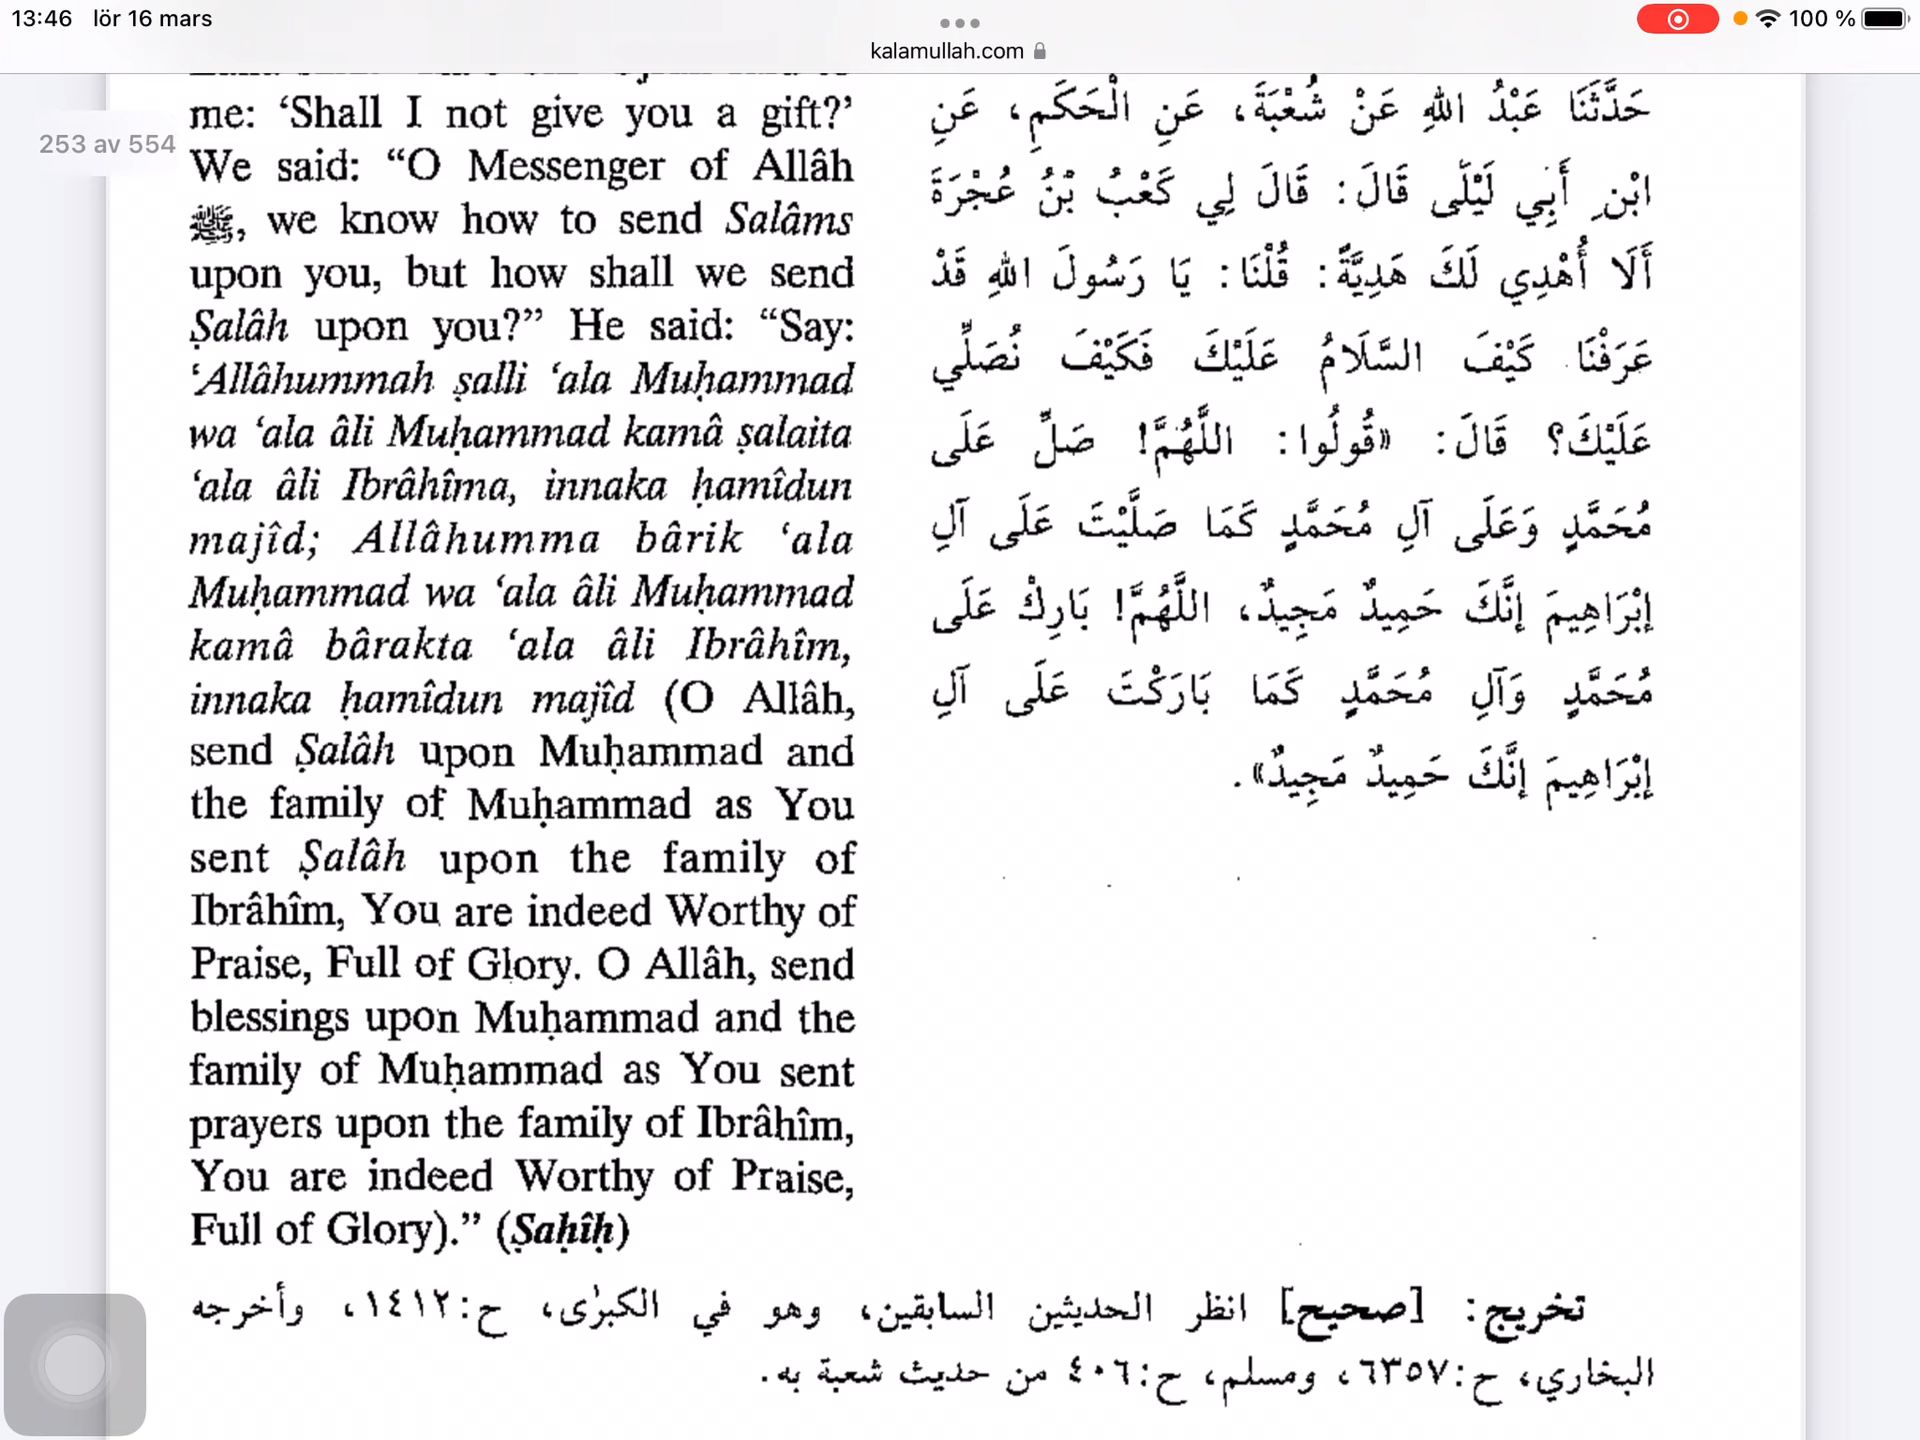 13:46 lör 16 mars
100 %
kalamullah.com
253 av 554
me: ‘Shall I not give you a gift?’
We said: “O Messenger of Allâh
ﷺ, we know how to send Salâms
upon you, but how shall we send
Ṣalâh upon you?” He said: “Say:
‘Allâhummah ṣalli ‘ala Muḥammad
wa ‘ala âli Muḥammad kamâ ṣalaita
‘ala âli Ibrâhîma, innaka ḥamîdun
majîd; Allâhumma bârik ‘ala
Muḥammad wa ‘ala âli Muḥammad
kamâ bârakta ‘ala âli Ibrâhîm,
innaka ḥamîdun majîd (O Allâh,
send Ṣalâh upon Muḥammad and
the family of Muḥammad as You
sent Ṣalâh upon the family of
Ibrâhîm, You are indeed Worthy of
Praise, Full of Glory. O Allâh, send
blessings upon Muḥammad and the
family of Muḥammad as You sent
prayers upon the family of Ibrâhîm,
You are indeed Worthy of Praise,
Full of Glory).” (Ṣaḥîḥ)
حَدَّثَنَا عَبْدُ اللهِ عَنْ شُعْبَةَ، عَنِ الْحَكَمِ، عَنِ
ابْنِ أَبِي لَيْلَى قَالَ: قَالَ لِي كَعْبُ بْنُ عُجْرَةَ
أَلَا أُهْدِي لَكَ هَدِيَّةً: قُلْنَا: يَا رَسُولَ اللهِ قَدْ
عَرَفْنَا كَيْفَ السَّلَامُ عَلَيْكَ فَكَيْفَ نُصَلِّي
عَلَيْكَ؟ قَالَ: «قُولُوا: اللَّهُمَّ! صَلِّ عَلَى
مُحَمَّدٍ وَعَلَى آلِ مُحَمَّدٍ كَمَا صَلَّيْتَ عَلَى آلِ
إِبْرَاهِيمَ إِنَّكَ حَمِيدٌ مَجِيدٌ، اللَّهُمَّ! بَارِكْ عَلَى
مُحَمَّدٍ وَآلِ مُحَمَّدٍ كَمَا بَارَكْتَ عَلَى آلِ
إِبْرَاهِيمَ إِنَّكَ حَمِيدٌ مَجِيدٌ».
تخريج: [صحيح] انظر الحديثين السابقين، وهو في الكبرٰى، ح:١٤١٢، وأخرجه
البخاري، ح:٦٣٥٧، ومسلم، ح:٤٠٦ من حديث شعبة به.